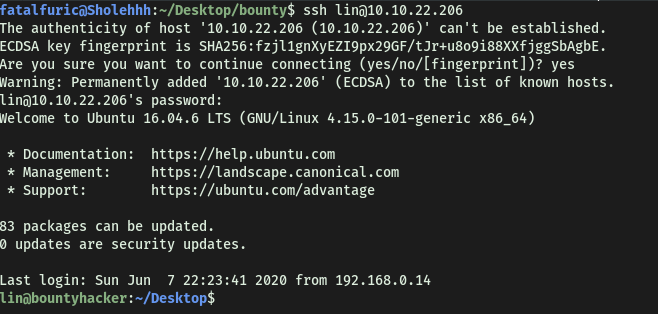 fatalfuric@Sholehhh:~/Desktop/bounty$ ssh lin@10.10.22.206
The authenticity of host '10.10.22.206 (10.10.22.206)' can't be established.
ECDSA key fingerprint is SHA256:fzjl1gnXyEZI9px29GF/tJr+u8o9i88XXfjggSbAgbE.
Are you sure you want to continue connecting (yes/no/[fingerprint])? yes
Warning: Permanently added '10.10.22.206' (ECDSA) to the list of known hosts.
lin@10.10.22.206's password:
Welcome to Ubuntu 16.04.6 LTS (GNU/Linux 4.15.0-101-generic x86_64)
* Documentation:  https://help.ubuntu.com
* Management:     https://landscape.canonical.com
* Support:        https://ubuntu.com/advantage
83 packages can be updated.
0 updates are security updates.
Last login: Sun Jun  7 22:23:41 2020 from 192.168.0.14
lin@bountyhacker:~/Desktop$